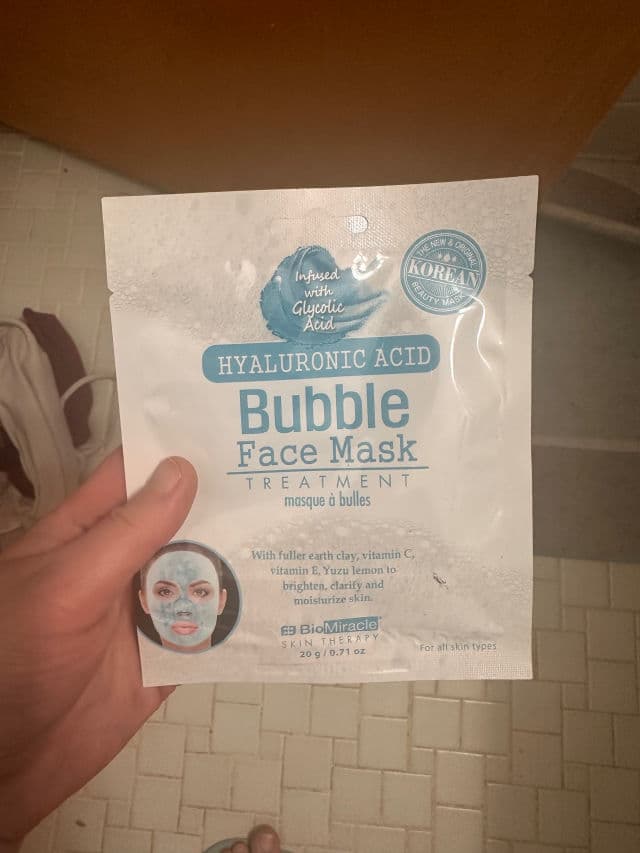 Infused
with
Glycolic
Acid
THE NEW & ORIGINAL
KOREAN
BEAUTY MASK
HYALURONIC ACID
Bubble
Face Mask
TREATMENT
masque à bulles
With fuller earth clay, vitamin C,
vitamin E, Yuzu lemon to
brighten, clarify and
moisturize skin.
BioMiracle
SKIN THERAPY
20 g / 0.71 oz
For all skin types